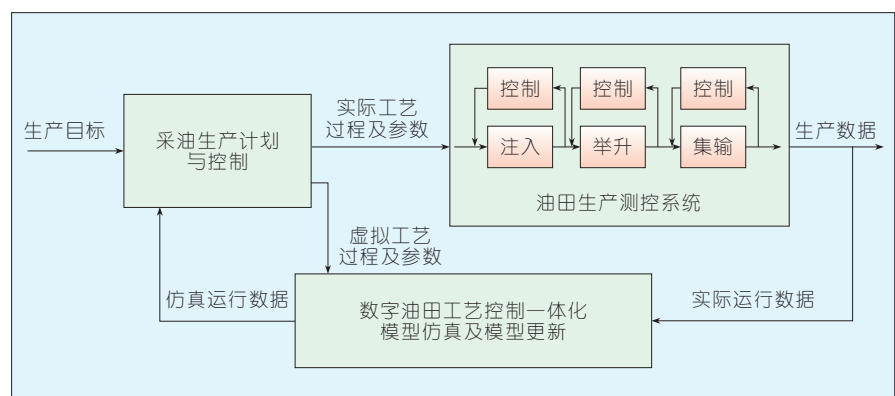 生产目标
采油生产计划
与控制
实际工艺
过程及参数
控制
控制
控制
注入
举升
集输
油田生产测控系统
生产数据
虚拟工艺
过程及参数
仿真运行数据
数字油田工艺控制一体化
模型仿真及模型更新
实际运行数据